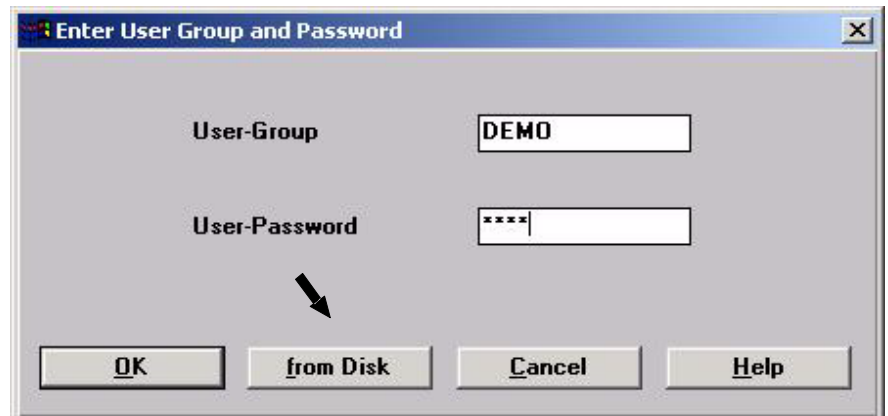 Enter User Group and Password
User-Group DEMO
User-Password ****
OK from Disk Cancel Help